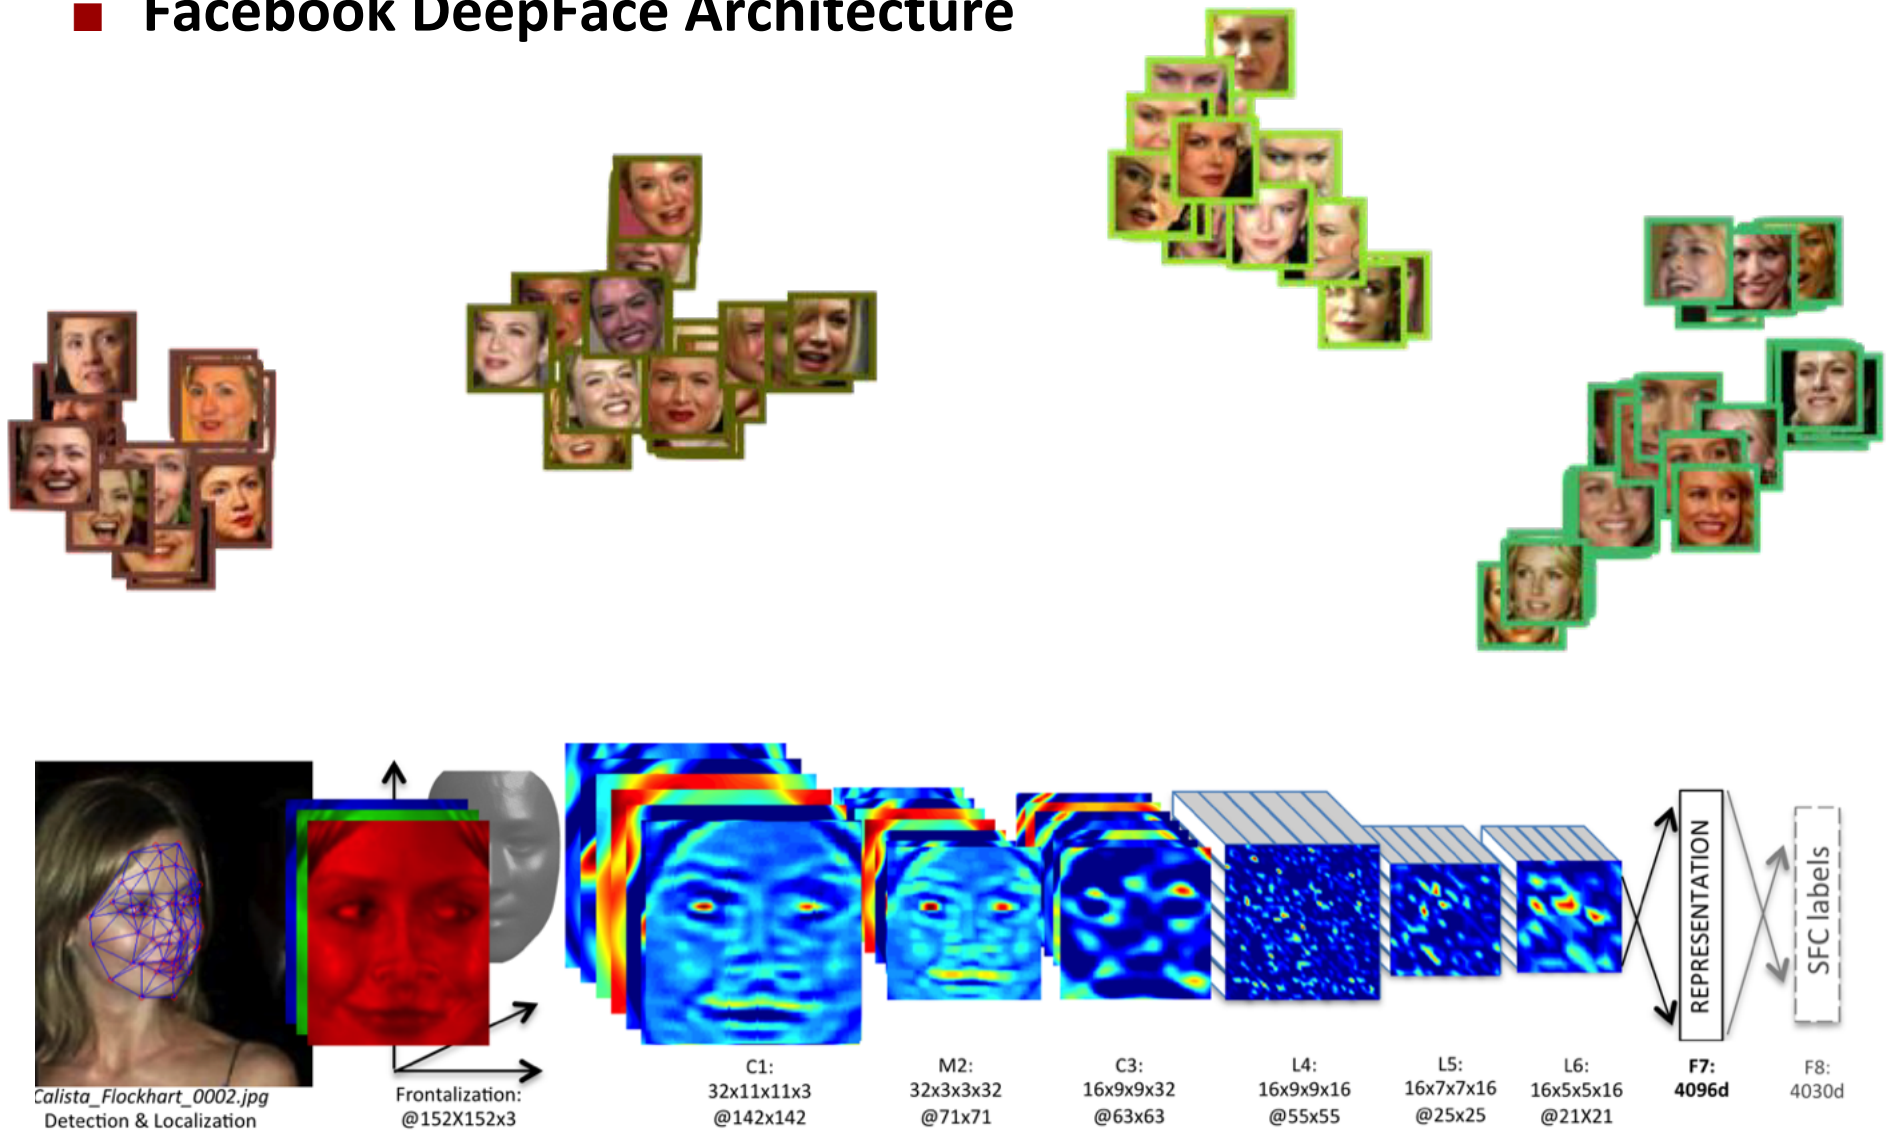 Facebook DeepFace Architecture
REPRESENTATION
SFC labels
Calista_Flockhart_0002.jpg
Detection & Localization
Frontalization:
@152X152x3
C1:
32x11x11x3
@142x142
M2:
32x3x3x32
@71x71
C3:
16x9x9x32
@63x63
L4:
16x9x9x16
@55x55
L5:
16x7x7x16
@25x25
L6:
16x5x5x16
@21X21
F7:
4096d
F8:
4030d